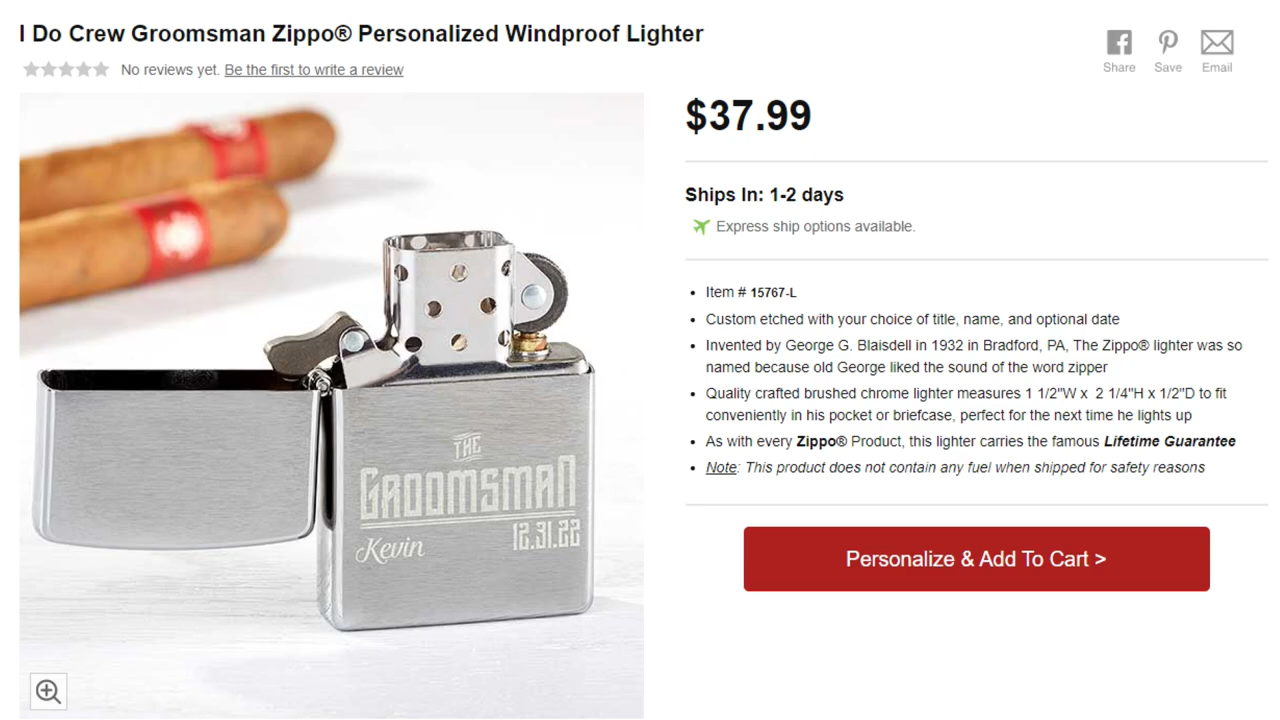 I Do Crew Groomsman Zippo® Personalized Windproof Lighter
No reviews yet. Be the first to write a review
Share Save Email
$37.99
Ships In: 1-2 days
Express ship options available.
• Item # 15767-L
• Custom etched with your choice of title, name, and optional date
• Invented by George G. Blaisdell in 1932 in Bradford, PA, The Zippo® lighter was so
named because old George liked the sound of the word zipper
• Quality crafted brushed chrome lighter measures 1 1/2"W x 2 1/4"H x 1/2"D to fit
conveniently in his pocket or briefcase, perfect for the next time he lights up
• As with every Zippo® Product, this lighter carries the famous Lifetime Guarantee
• Note: This product does not contain any fuel when shipped for safety reasons
Personalize & Add To Cart >
THE
GROOMSMAN
Kevin 12.31.22